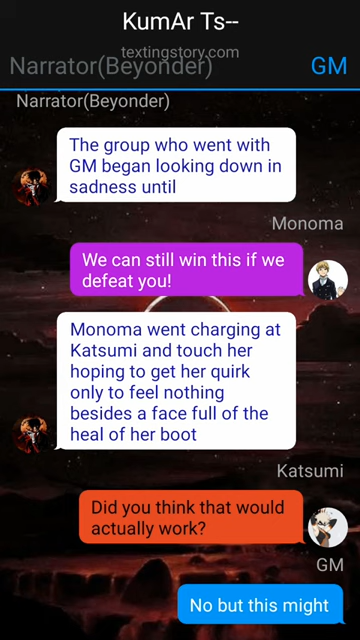 KumAr Ts--
textingstory.com
Narrator(Beyonder)
GM
Narrator(Beyonder)
The group who went with
GM began looking down in
sadness until
Monoma
We can still win this if we
defeat you!
Monoma went charging at
Katsumi and touch her
hoping to get her quirk
only to feel nothing
besides a face full of the
heal of her boot
Katsumi
Did you think that would
actually work?
GM
No but this might